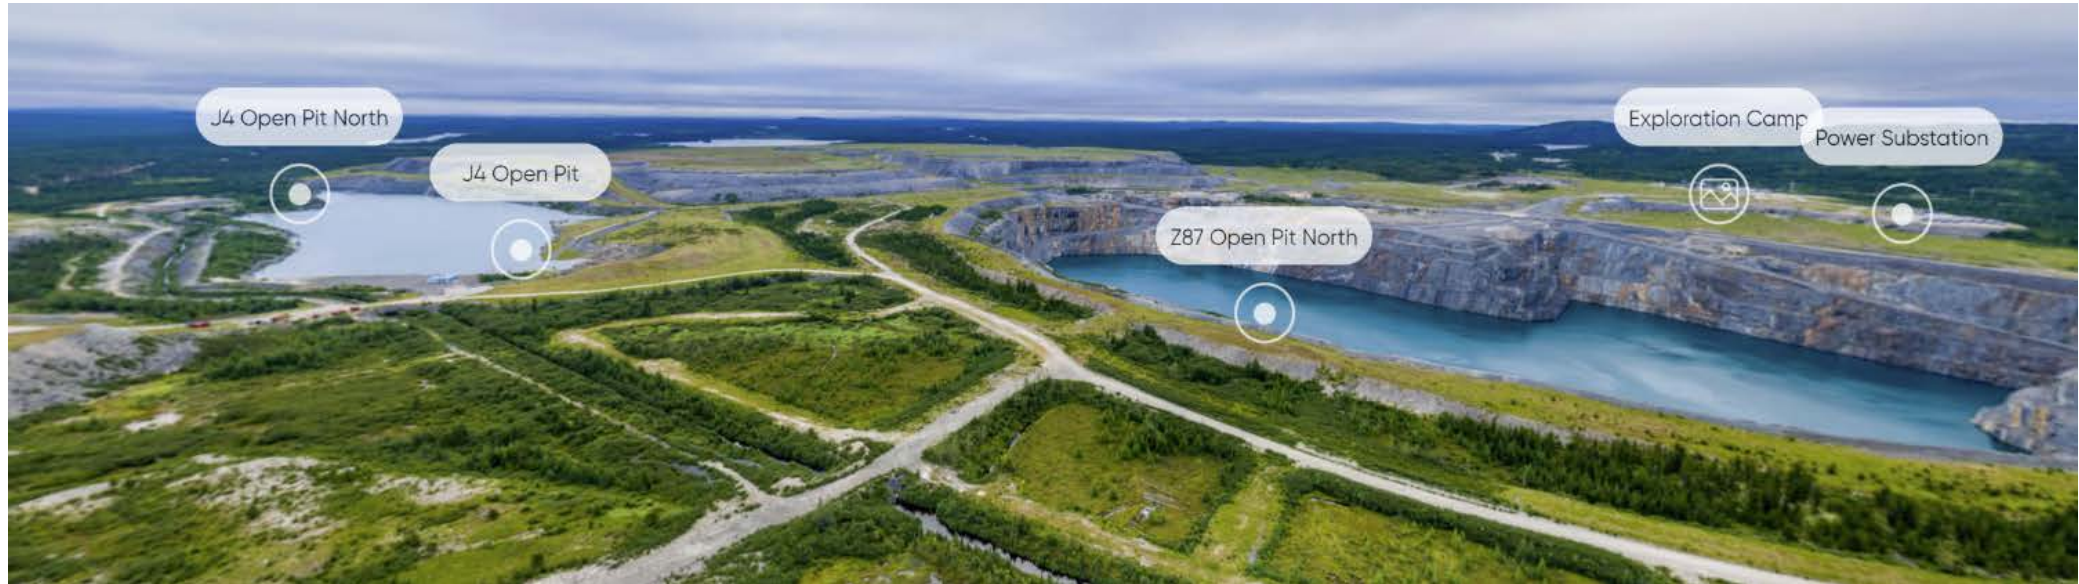 J4 Open Pit North
J4 Open Pit
Z87 Open Pit North
Exploration Camp
Power Substation